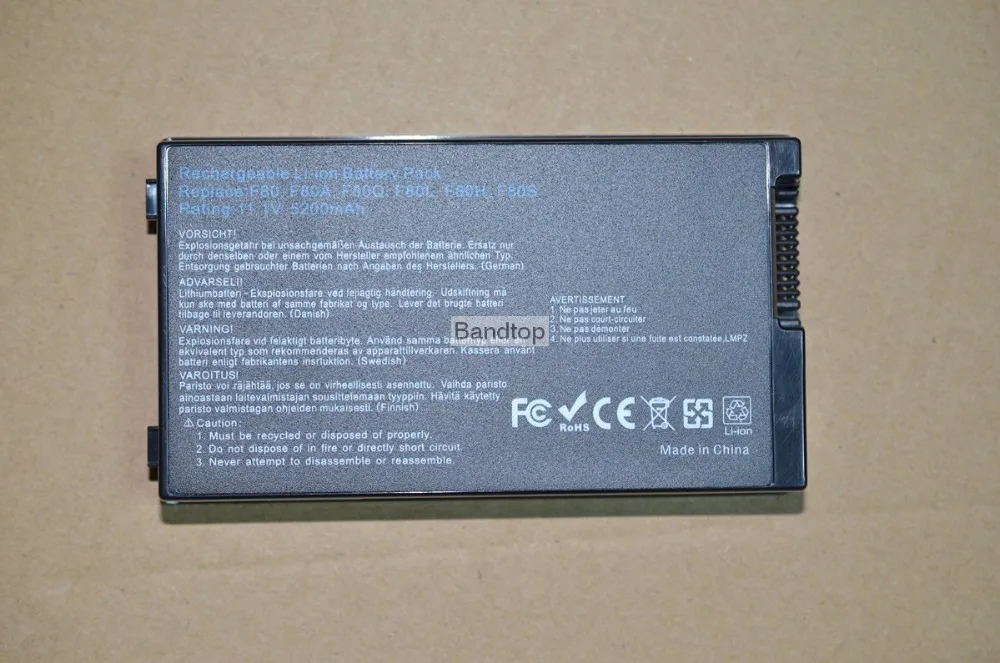 Rechergeable Li-ion Battery Pack
Replace:F80, F80A, F80Q, F80L, F80H, F80S
Rating: 11.1V 5200mAh
VORSICHT!
Explosionsgetahr bei unsachgemäßen Austausch der Batterie. Ersatz nur
durch denselben oder einem vom Hersteller empfohlenem ähnlichen Typ.
Entsorgung gebrauchter Batterien nach Angaben des Herstellers. (German)
ADVARSELI!
Lithiumbatteri - Eksplosionsfare ved fejlagtig håndtering. Udskiftning må
kun ske med batteri af samme fabrikat og type. Lever det brugte batteri
tilbage til leverandoren. (Danish)
VARNING!
Explosionsfara vid felaktigt batteribyte. Använd samma batterityp eller en
ekvivalent typ som rekommenderas av apparattillverkaren. Kassera använt
batteri enligt fabrikantens insrtuktion. (Swedish)
VAROITUS!
Paristo voi räjähtää, jos se on virheellisesti asennettu. Vaihda paristo
ainoastaan laitevalmistajan sousittelemaan tyyppiin. Hävitä käytetty
paristo valmistagan ohjeiden mukaisesti. (Finnish)
Caution:
1. Must be recycled or disposed of properly.
2. Do not dispose of in fire or directly short circuit.
3. Never attempt to disassemble or reassemble.
AVERTISSEMENT
1. Ne pas jeter au feu
2. Ne pas court-circuiter
3. Ne pas démonter
4. Ne plus utiliser si une fuite est constatée,LMPZ
Bandtop
FC RoHS CE Li-ion
Made in China